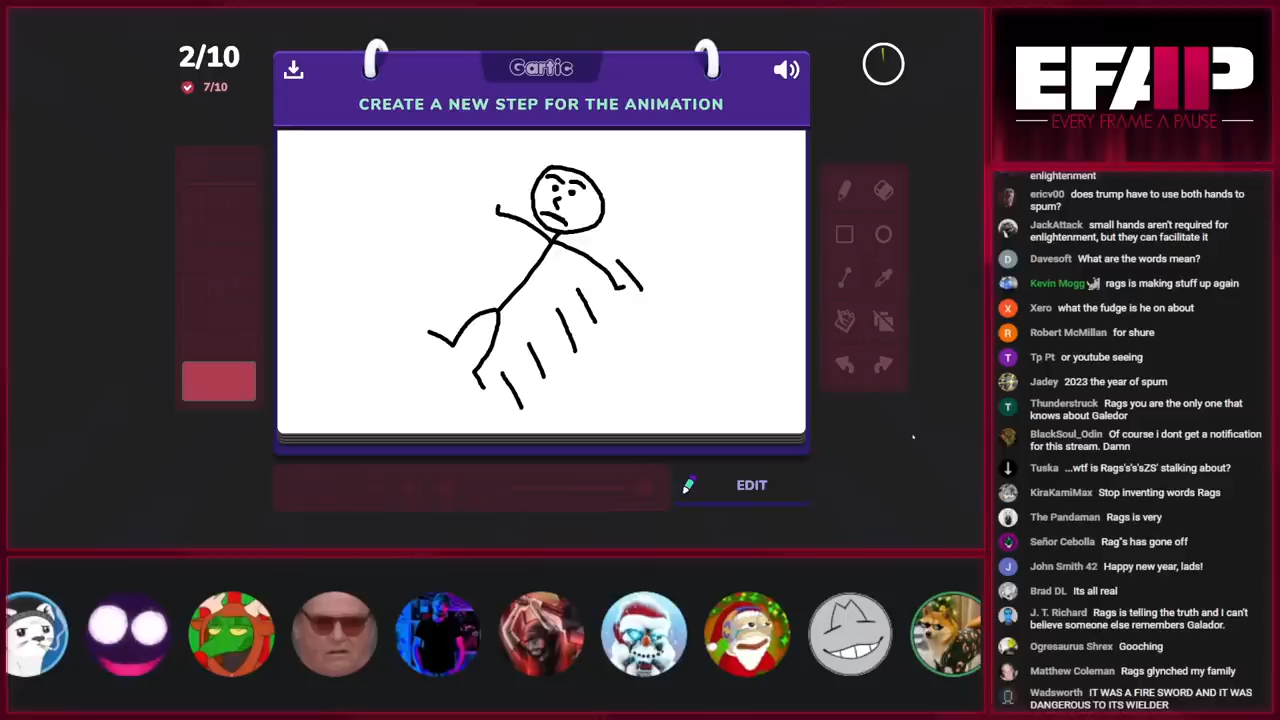 2/10
7/10
Gartic
CREATE A NEW STEP FOR THE ANIMATION
EDIT
EFAP
EVERY FRAME A PAUSE
enlightenment
ericv00 does trump have to use both hands to
spum?
JackAttack small hands aren't required for
enlightenment, but they can facilitate it
Davesoft What are the words mean?
Kevin Mogg rags is making stuff up again
Xero what the fudge is he on about
Robert McMillan for shure
Tp Pt or youtube seeing
Jadey 2023 the year of spum
Thunderstruck Rags you are the only one that
knows about Galedor
BlackSoul_Odin Of course i dont get a notification
for this stream. Damn
Tuska ...wtf is Rags's's'sZS' stalking about?
KiraKamiMax Stop inventing words Rags
The Pandaman Rags is very
Señor Cebolla Rag"s has gone off
John Smith 42 Happy new year, lads!
Brad DL Its all real
J. T. Richard Rags is telling the truth and I can't
believe someone else remembers Galador.
Ogresaurus Shrex Gooching
Matthew Coleman Rags glynched my family
Wadsworth IT WAS A FIRE SWORD AND IT WAS
DANGEROUS TO ITS WIELDER